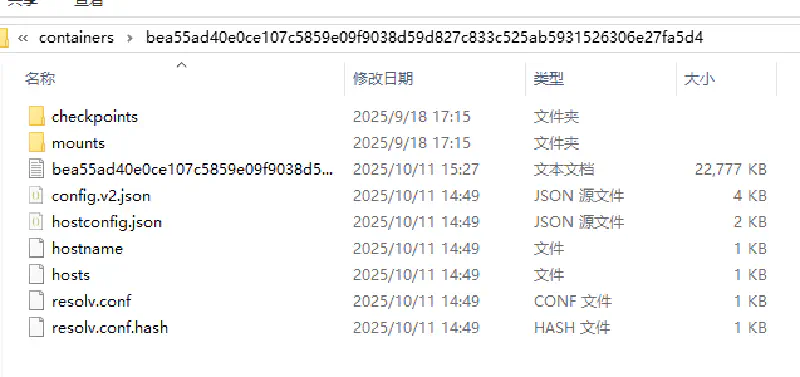 共享 查看
« containers › bea55ad40e0ce107c5859e09f9038d59d827c833c525ab5931526306e27fa5d4
名称 修改日期 类型 大小
checkpoints 2025/9/18 17:15 文件夹
mounts 2025/9/18 17:15 文件夹
bea55ad40e0ce107c5859e09f9038d5... 2025/10/11 15:27 文本文档 22,777 KB
config.v2.json 2025/10/11 14:49 JSON 源文件 4 KB
hostconfig.json 2025/10/11 14:49 JSON 源文件 2 KB
hostname 2025/10/11 14:49 文件 1 KB
hosts 2025/10/11 14:49 文件 1 KB
resolv.conf 2025/10/11 14:49 CONF 文件 1 KB
resolv.conf.hash 2025/10/11 14:49 HASH 文件 1 KB